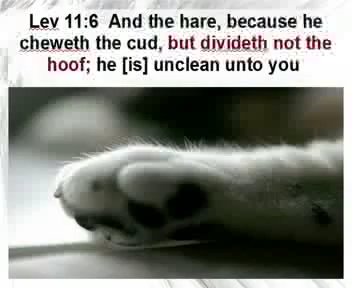 Lev 11:6  And the hare, because he
cheweth the cud, but divideth not the
hoof; he [is] unclean unto you